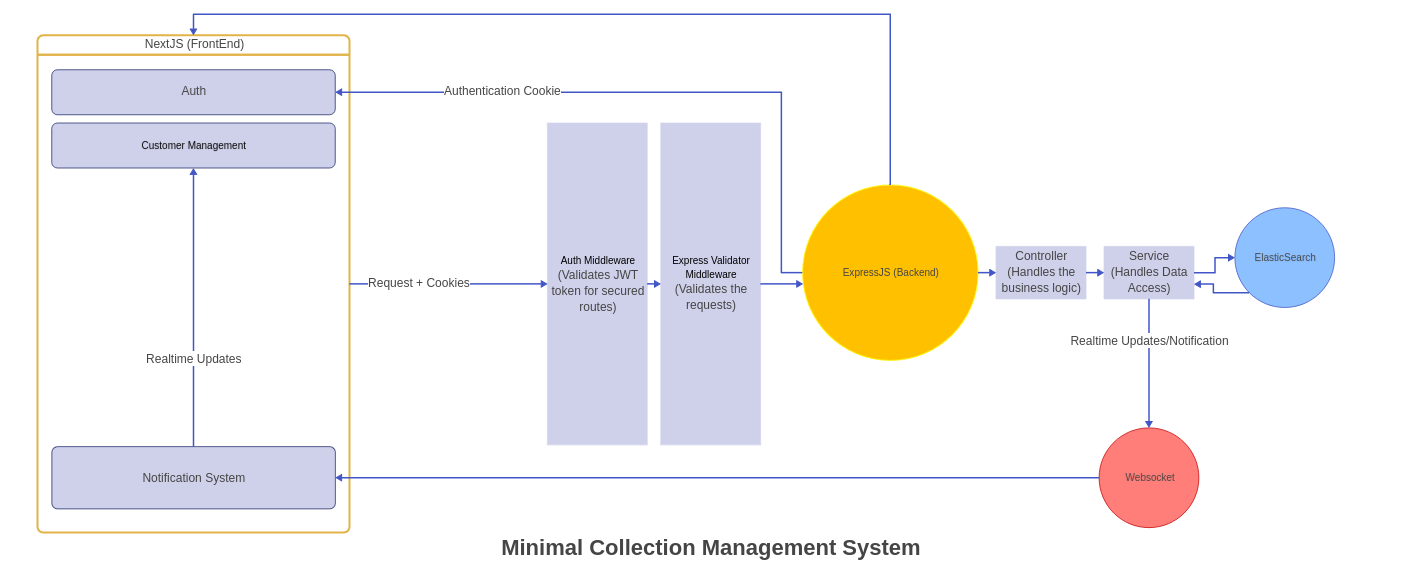 NextJS (FrontEnd)
Auth
Authentication Cookie
Customer Management
Request + Cookies
Auth Middleware
(Validates JWT
token for secured
routes)
Express Validator
Middleware
(Validates the
requests)
ExpressJS (Backend)
Controller
(Handles the
business logic)
Service
(Handles Data
Access)
ElasticSearch
Realtime Updates/Notification
Realtime Updates
Notification System
Websocket
Minimal Collection Management System